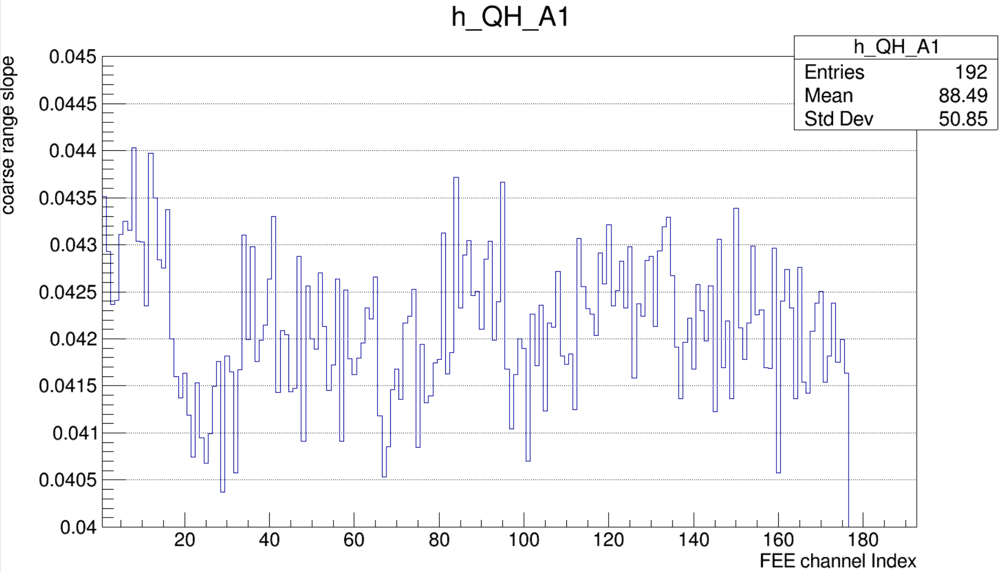 h_QH_A1
h_QH_A1
Entries 192
Mean 88.49
Std Dev 50.85
coarse range slope
0.045
0.0445
0.044
0.0435
0.043
0.0425
0.042
0.0415
0.041
0.0405
0.04
20 40 60 80 100 120 140 160 180
FEE channel Index